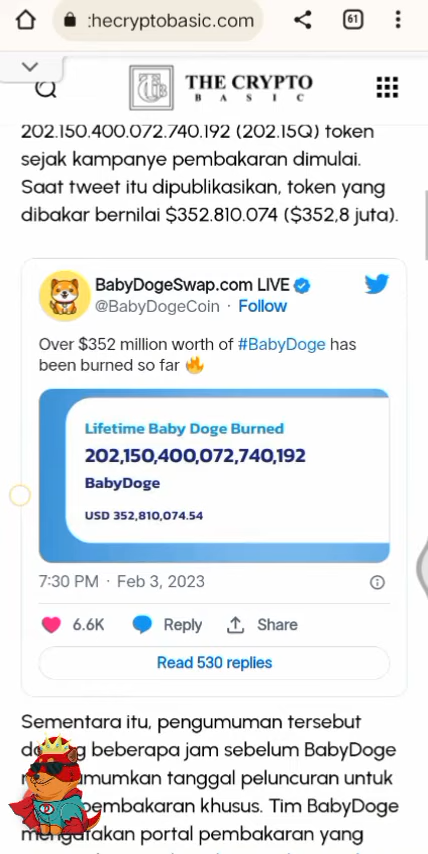 :hecryptobasic.com
61
THE CRYPTO
BASIC
202.150.400.072.740.192 (202.15Q) token
sejak kampanye pembakaran dimulai.
Saat tweet itu dipublikasikan, token yang
dibakar bernilai $352.810.074 ($352,8 juta).
BabyDogeSwap.com LIVE
@BabyDogeCoin · Follow
Over $352 million worth of #BabyDoge has
been burned so far 🔥
Lifetime Baby Doge Burned
202,150,400,072,740,192
BabyDoge
USD 352,810,074.54
7:30 PM · Feb 3, 2023
6.6K Reply Share
Read 530 replies
Sementara itu, pengumuman tersebut
beberapa jam sebelum BabyDoge
umumkan tanggal peluncuran untuk
pembakaran khusus. Tim BabyDoge
mengatakan portal pembakaran yang